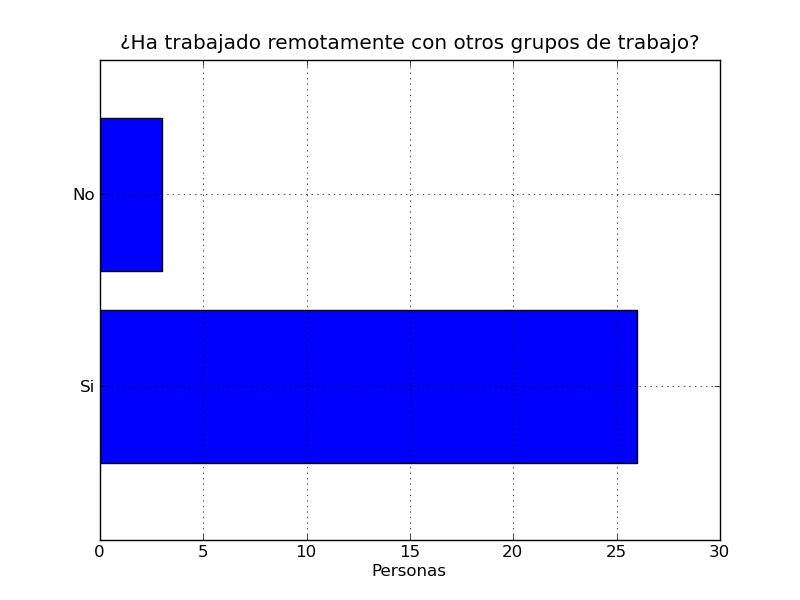 ¿Ha trabajado remotamente con otros grupos de trabajo?
No
Si
0 5 10 15 20 25 30
Personas